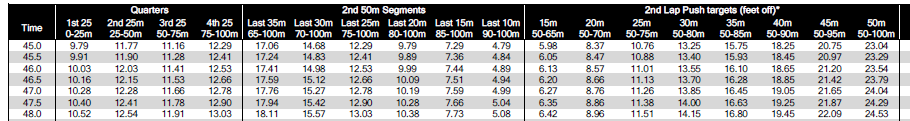 Quarters 2nd 50m Segments 2nd Lap Push targets (feet off)*
Time 1st 25 2nd 25m 3rd 25 4th 25 Last 35m Last 30m Last 25m Last 20m Last 15m Last 10m 15m 20m 25m 30m 35m 40m 45m 50m
0-25m 25-50m 50-75m 75-100m 65-100m 70-100m 75-100m 80-100m 85-100m 90-100m 50-65m 50-70m 50-75m 50-80m 50-85m 50-90m 50-95m 50-100m
45.0 9.79 11.77 11.16 12.29 17.06 14.68 12.29 9.79 7.29 4.79 5.98 8.37 10.76 13.25 15.75 18.25 20.75 23.04
45.5 9.91 11.90 11.28 12.41 17.24 14.83 12.41 9.89 7.36 4.84 6.05 8.47 10.88 13.40 15.93 18.45 20.97 23.29
46.0 10.03 12.03 11.41 12.53 17.41 14.98 12.53 9.99 7.44 4.89 6.13 8.57 11.01 13.55 16.10 18.65 21.20 23.54
46.5 10.16 12.15 11.53 12.66 17.59 15.12 12.66 10.09 7.51 4.94 6.20 8.66 11.13 13.70 16.28 18.85 21.42 23.79
47.0 10.28 12.28 11.66 12.78 17.76 15.27 12.78 10.19 7.59 4.99 6.27 8.76 11.26 13.85 16.45 19.05 21.65 24.04
47.5 10.40 12.41 11.78 12.90 17.94 15.42 12.90 10.28 7.66 5.04 6.35 8.86 11.38 14.00 16.63 19.25 21.87 24.29
48.0 10.52 12.54 11.91 13.03 18.11 15.57 13.03 10.38 7.73 5.08 6.42 8.96 11.51 14.15 16.80 19.45 22.09 24.53